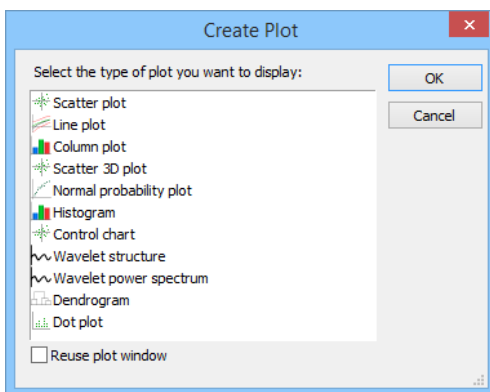 Create Plot
Select the type of plot you want to display:
OK
Cancel
Scatter plot
Line plot
Column plot
Scatter 3D plot
Normal probability plot
Histogram
Control chart
Wavelet structure
Wavelet power spectrum
Dendrogram
Dot plot
Reuse plot window